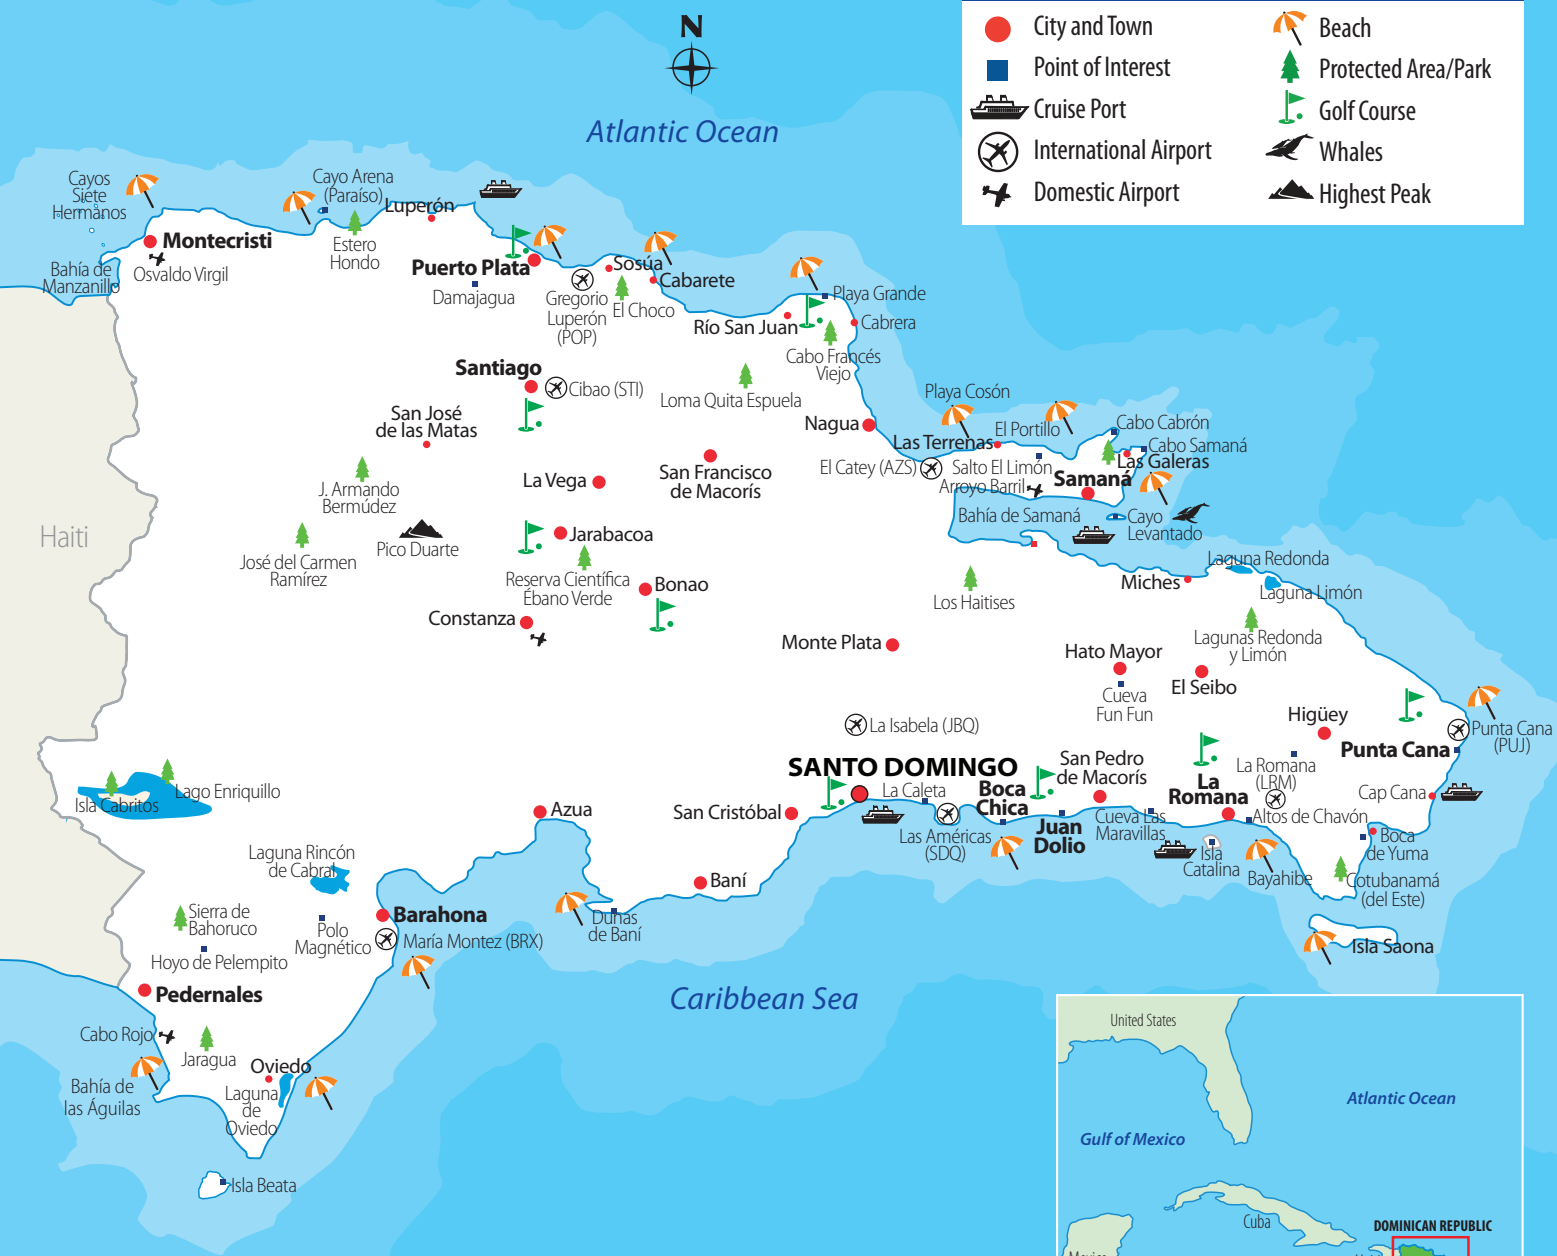 N
City and Town
Point of Interest
Cruise Port
International Airport
Domestic Airport
Beach
Protected Area/Park
Golf Course
Whales
Highest Peak
Atlantic Ocean
Cayos
Siete
Hermanos
Cayo Arena
(Paraíso)
Luperón
Montecristi
Osvaldo Virgil
Bahía de
Manzanillo
Estero
Hondo
Puerto Plata
Damajagua
Sosúa
Cabarete
Gregorio
Luperón
(POP)
El Choco
Playa Grande
Río San Juan
Cabrera
Cabo Francés
Viejo
Santiago
Cibao (STI)
Loma Quita Espuela
San José
de las Matas
Playa Cosón
Nagua
Las Terrenas
El Portillo
Cabo Cabrón
Cabo Samaná
Las Galeras
El Catey (AZS)
Salto El Limón
Arroyo Barril
Samaná
Bahía de Samaná
Cayo
Levantado
San Francisco
de Macorís
La Vega
J. Armando
Bermúdez
Haiti
Pico Duarte
José del Carmen
Ramírez
Jarabacoa
Reserva Científica
Ébano Verde
Bonao
Constanza
Laguna Redonda
Miches
Laguna Limón
Los Haitises
Lagunas Redonda
y Limón
Monte Plata
Hato Mayor
Cueva
Fun Fun
El Seibo
Higüey
La Isabela (JBQ)
Punta Cana
Punta Cana
(PUJ)
SANTO DOMINGO
La Caleta
Boca
Chica
San Pedro
de Macorís
La
Romana
La Romana
(LRM)
Cap Cana
Isla Cabritos
Lago Enriquillo
Azua
San Cristóbal
Las Américas
(SDQ)
Juan
Dolio
Cueva Las
Maravillas
Altos de Chavón
Boca
de Yuma
Isla
Catalina
Bayahibe
Cotubanamá
(del Este)
Laguna Rincón
de Cabral
Baní
Dunas
de Baní
Barahona
Sierra de
Bahoruco
Polo
Magnético
María Montez (BRX)
Hoyo de Pelempito
Isla Saona
Pedernales
Caribbean Sea
Cabo Rojo
Jaragua
Oviedo
Bahía de
las Águilas
Laguna
de
Oviedo
Isla Beata
United States
Atlantic Ocean
Gulf of Mexico
Cuba
DOMINICAN REPUBLIC
Mexico